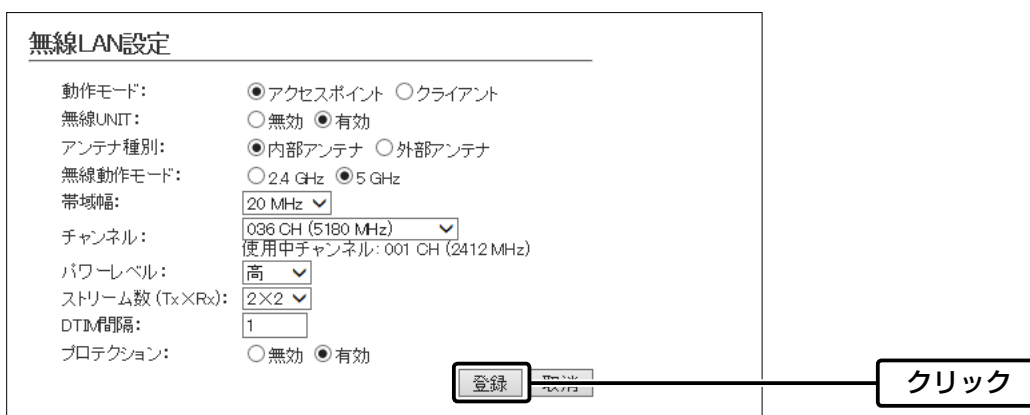 無線LAN設定
動作モード： アクセスポイント クライアント
無線UNIT： 無効 有効
アンテナ種別： 内部アンテナ 外部アンテナ
無線動作モード： 2.4 GHz 5 GHz
帯域幅： 20 MHz
チャンネル： 036 CH (5180 MHz)
使用中チャンネル: 001 CH (2412 MHz)
パワーレベル： 高
ストリーム数 (Tx×Rx)： 2×2
DTIM間隔： 1
プロテクション： 無効 有効
登録 取消 クリック